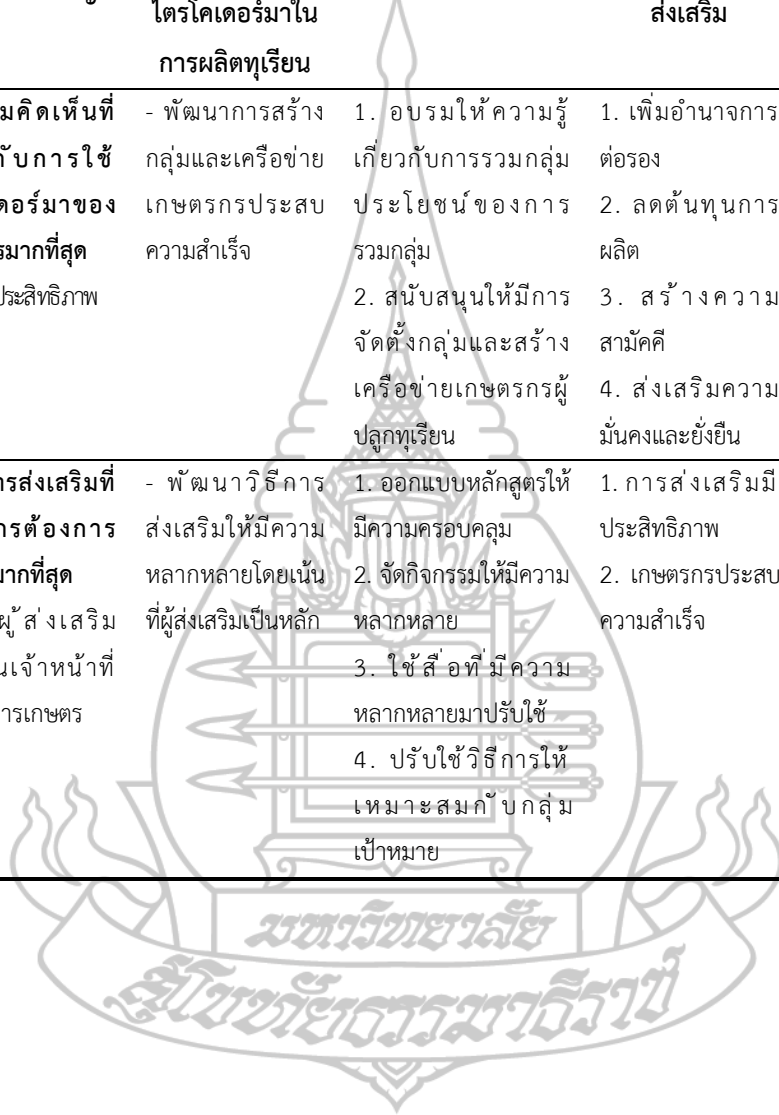 ไตรโคเดอร์มาใน
การผลิตทุเรียน
ส่งเสริม
มคิดเห็นที่
กับการใช้
ดอร์มาของ
รมากที่สุด
ประสิทธิภาพ
- พัฒนาการสร้าง
กลุ่มและเครือข่าย
เกษตรกรประสบ
ความสำเร็จ
1. อบรมให้ความรู้
เกี่ยวกับการรวมกลุ่ม
ประโยชน์ของการ
รวมกลุ่ม
2. สนับสนุนให้มีการ
จัดตั้งกลุ่มและสร้าง
เครือข่ายเกษตรกรผู้
ปลูกทุเรียน
1. เพิ่มอำนาจการ
ต่อรอง
2. ลดต้นทุนการ
ผลิต
3. สร้างความ
สามัคคี
4. ส่งเสริมความ
มั่นคงและยั่งยืน
ารส่งเสริมที่
รต้องการ
มากที่สุด
ผู้ส่งเสริม
นเจ้าหน้าที่
การเกษตร
- พัฒนาวิธีการ
ส่งเสริมให้มีความ
หลากหลายโดยเน้น
ที่ผู้ส่งเสริมเป็นหลัก
1. ออกแบบหลักสูตรให้
มีความครอบคลุม
2. จัดกิจกรรมให้มีความ
หลากหลาย
3. ใช้สื่อที่มีความ
หลากหลายมาปรับใช้
4. ปรับใช้วิธีการให้
เหมาะสมกับกลุ่ม
เป้าหมาย
1. การส่งเสริมมี
ประสิทธิภาพ
2. เกษตรกรประสบ
ความสำเร็จ
มหาวิทยาลัย
สุโขทัยธรรมาธิราช